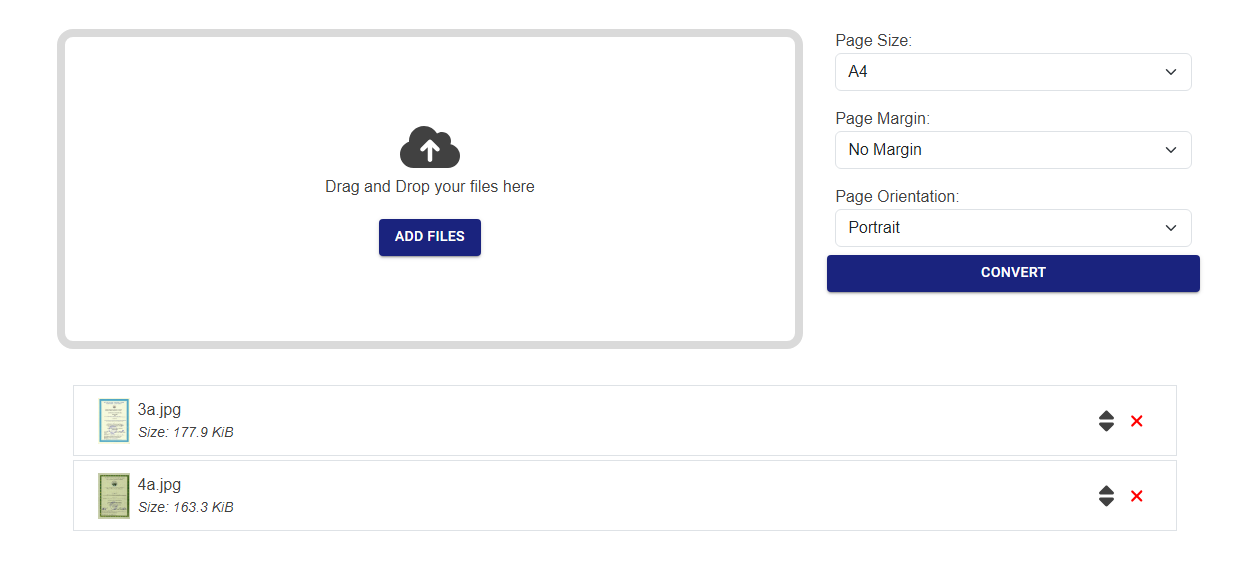 Drag and Drop your files here
ADD FILES
Page Size:
A4
Page Margin:
No Margin
Page Orientation:
Portrait
CONVERT
3a.jpg
Size: 177.9 KiB
4a.jpg
Size: 163.3 KiB